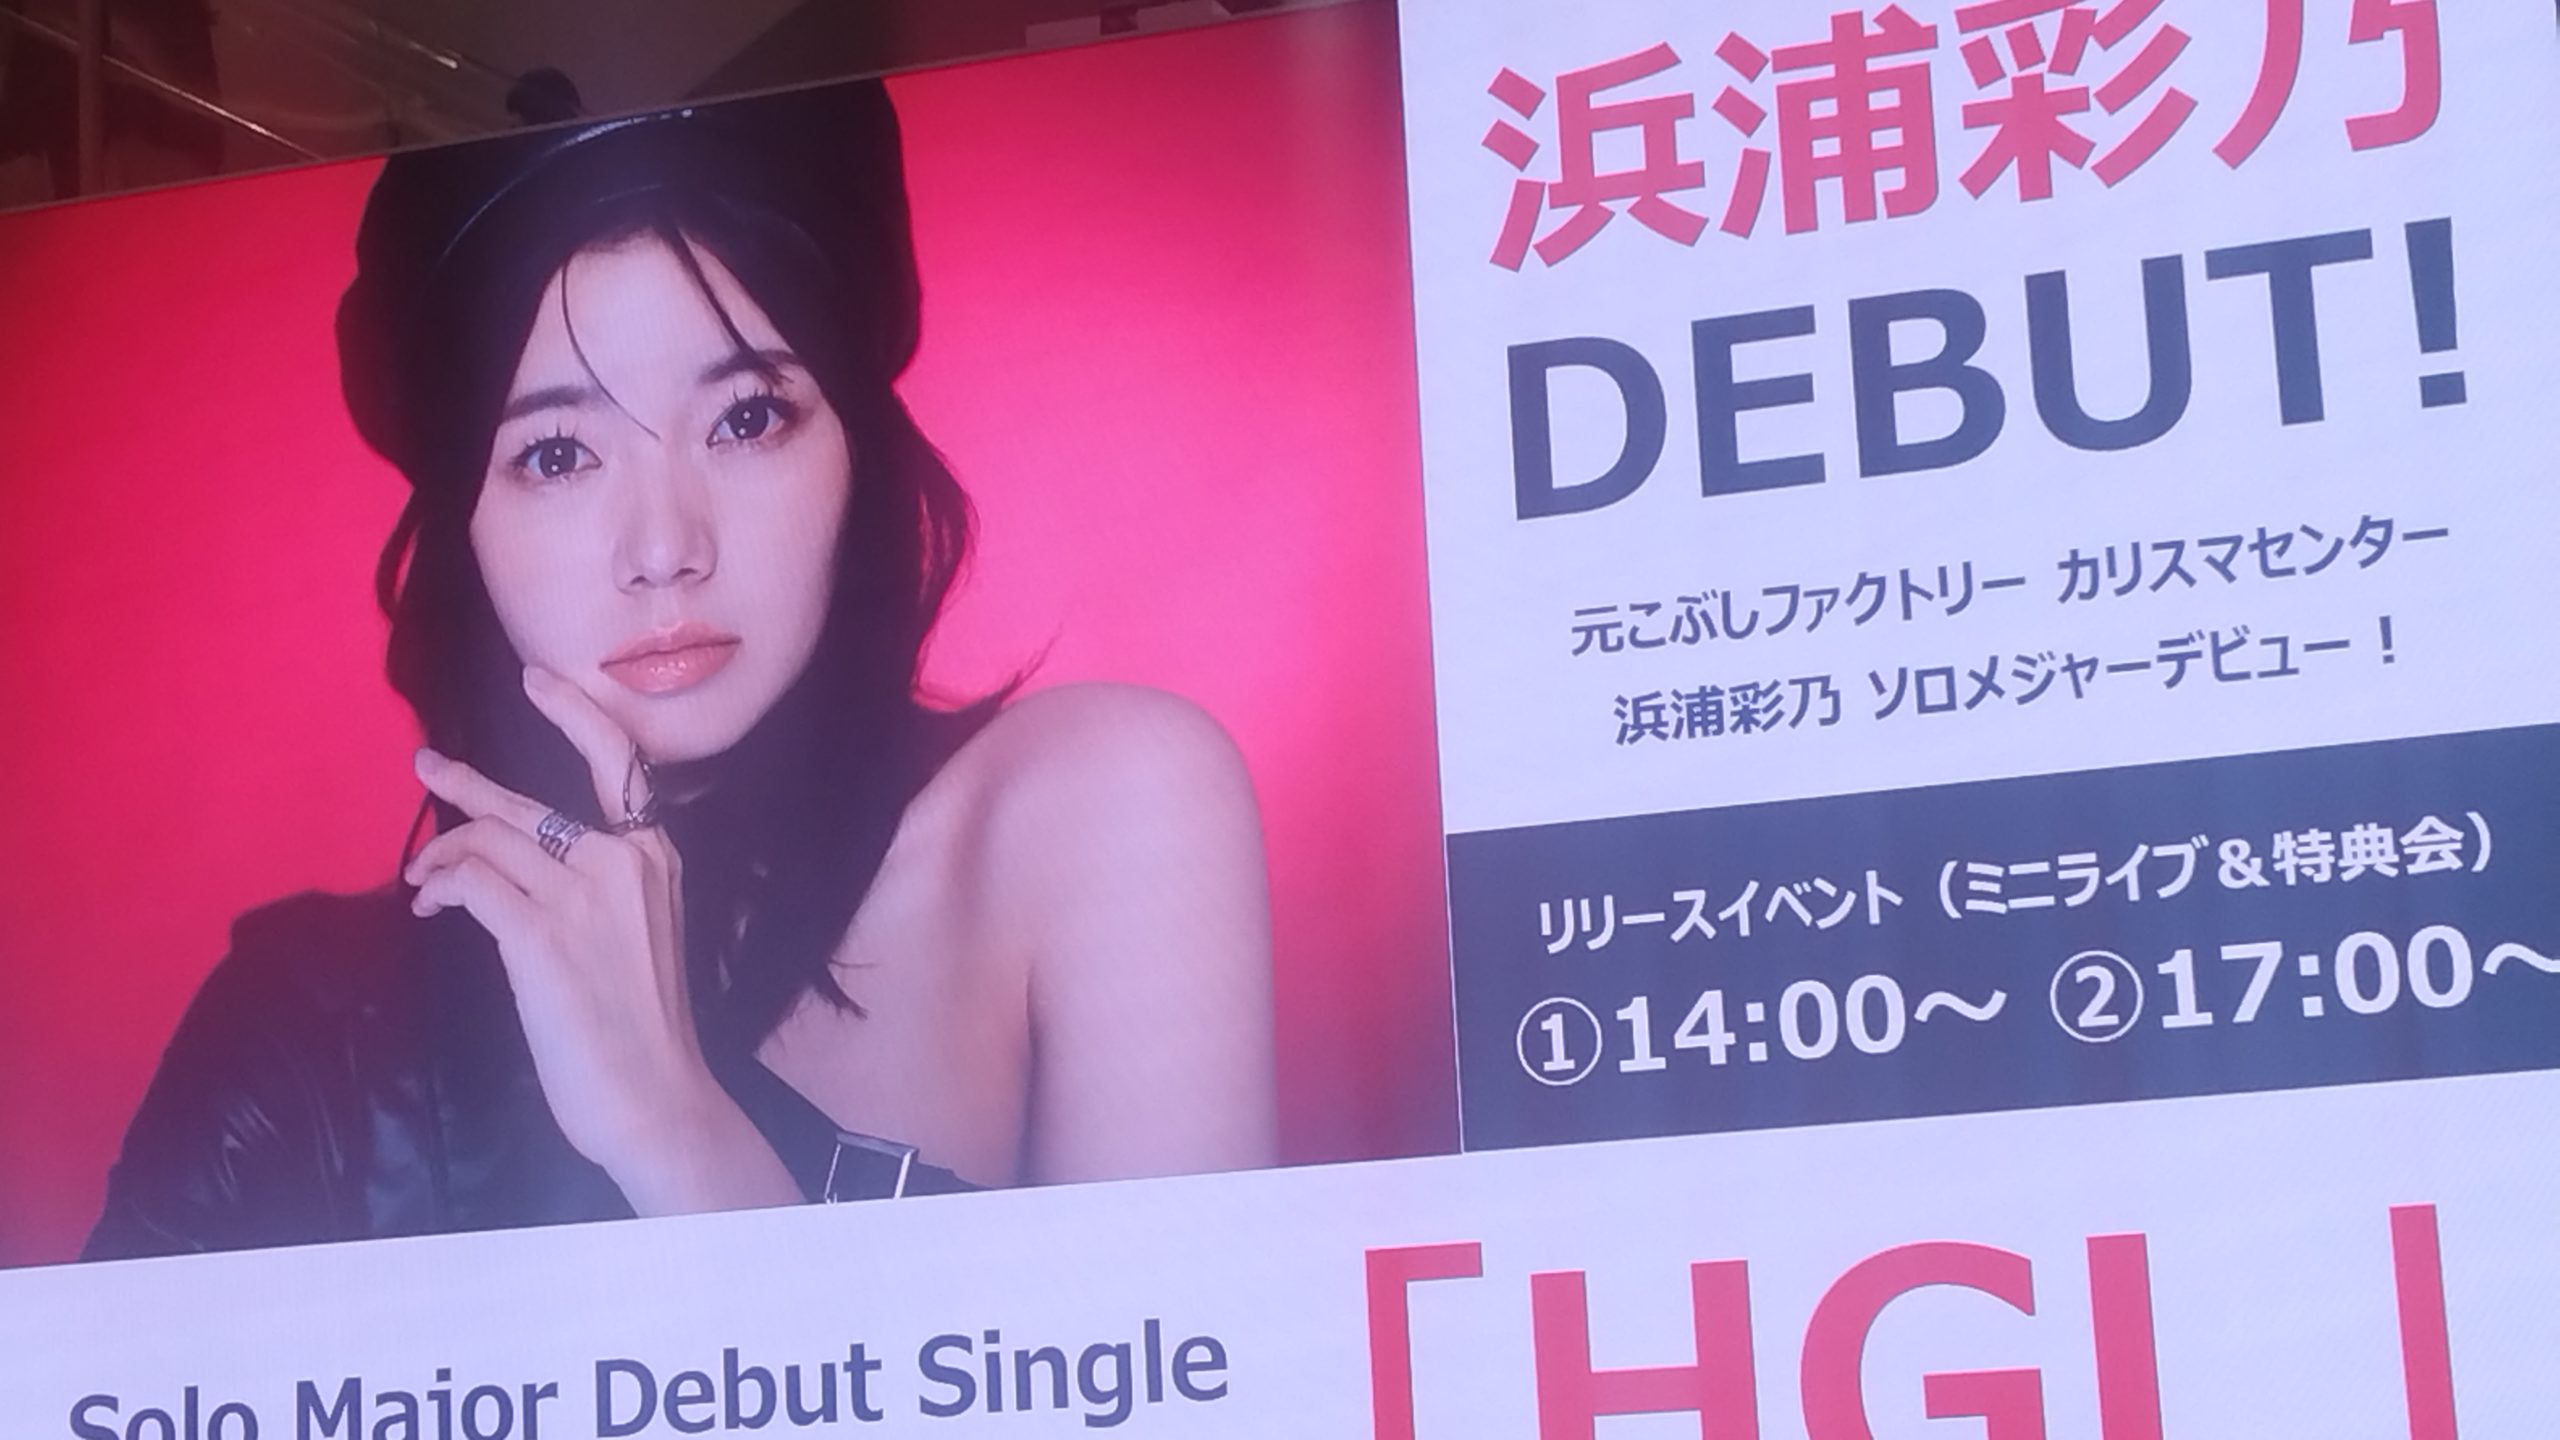 浜浦彩乃
DEBUT!
元こぶしファクトリー カリスマセンター
浜浦彩乃 ソロメジャーデビュー！
リリースイベント（ミニライブ＆特典会）
①14:00～ ②17:00～
Solo Major Debut Single